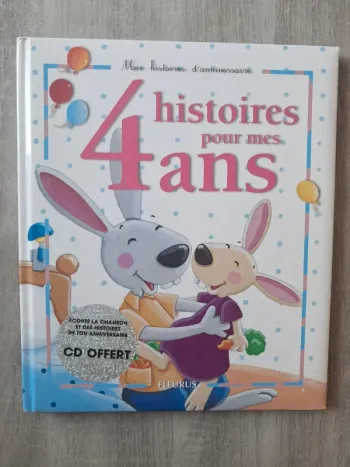 Mes histoires d'anniversaire
4 histoires
pour mes
ans
ÉCOUTE LA CHANSON
ET DES HISTOIRES
DE TON ANNIVERSAIRE
CD OFFERT
FLEURUS